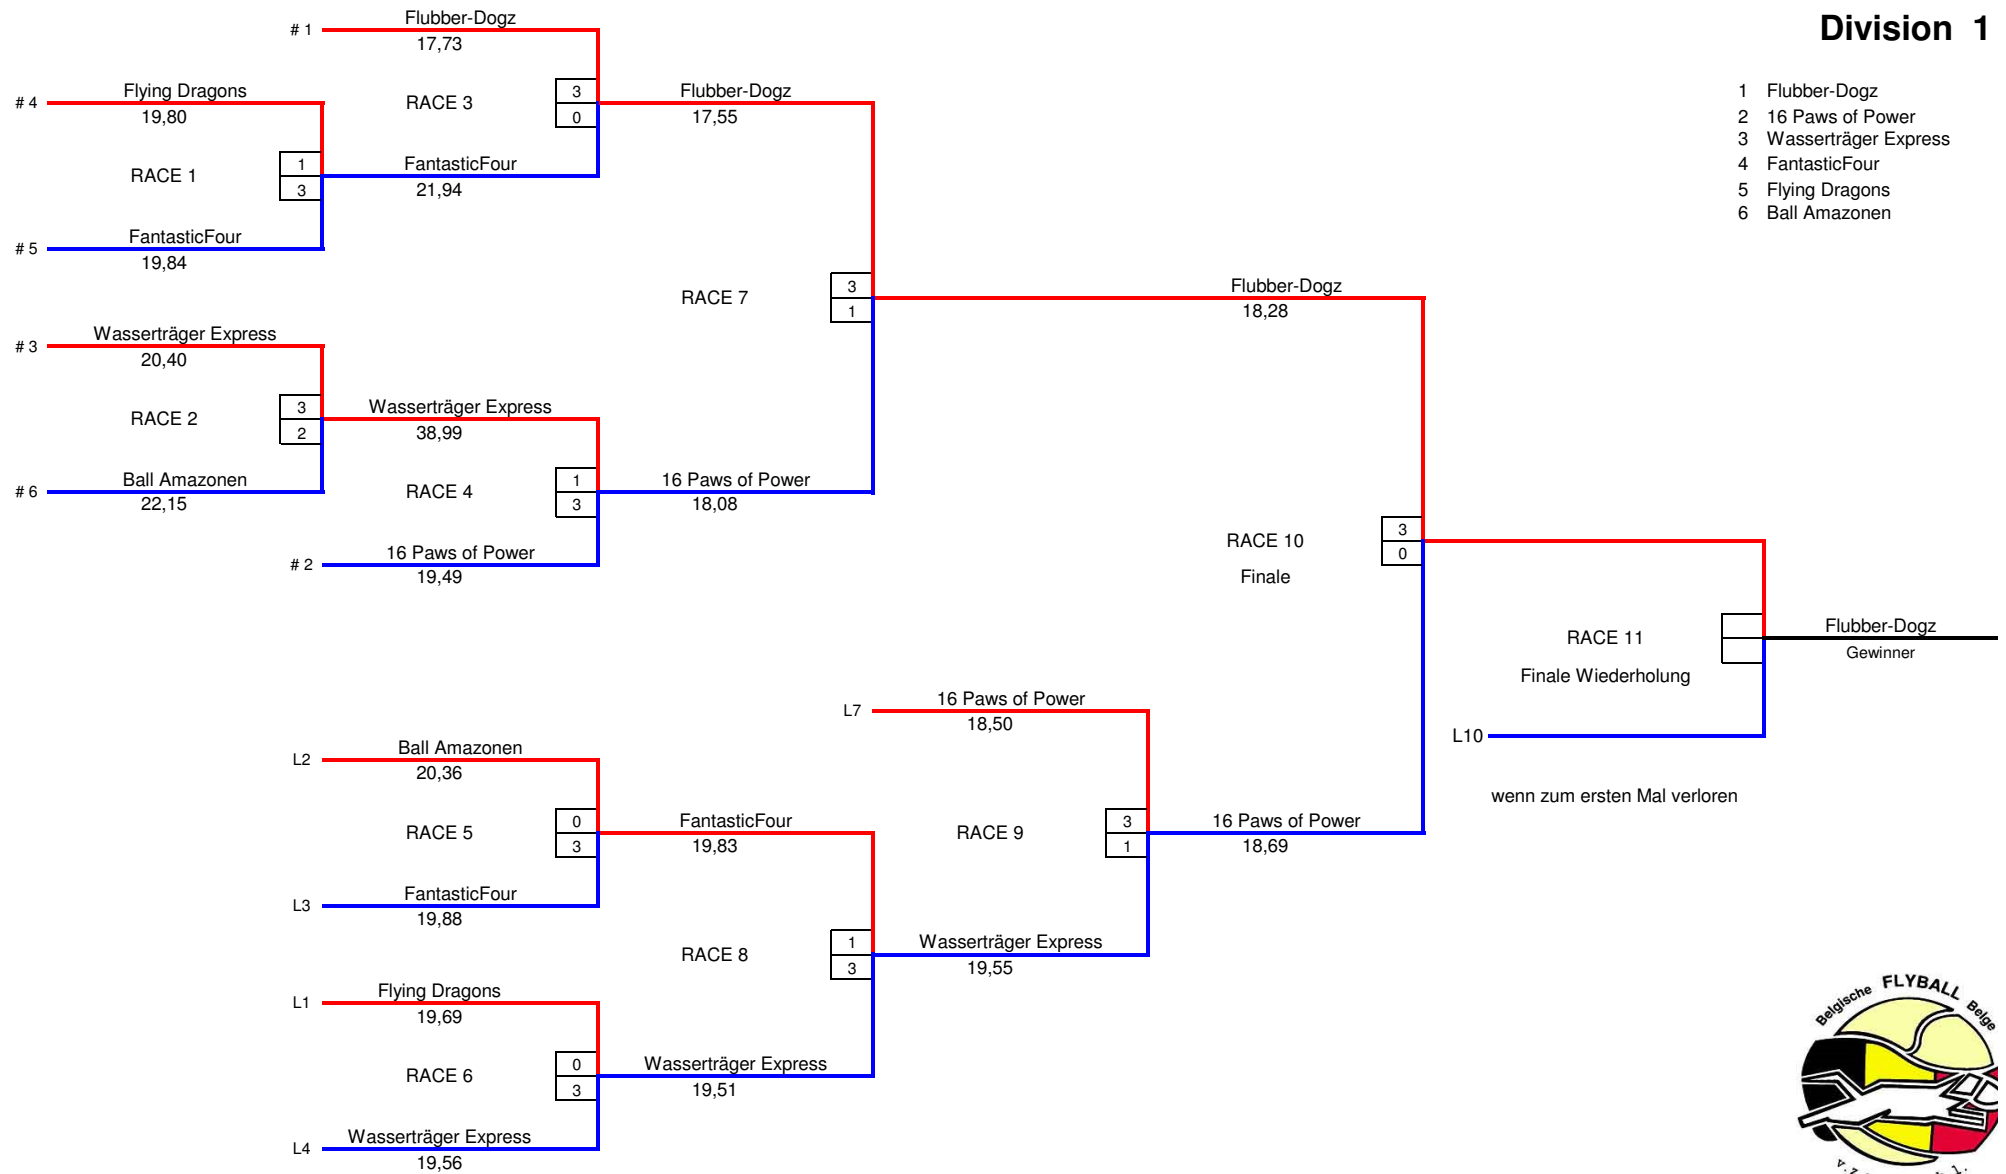 Division 1
1 Flubber-Dogz
2 16 Paws of Power
3 Wasserträger Express
4 FantasticFour
5 Flying Dragons
6 Ball Amazonen
# 1
Flubber-Dogz
17,73
# 4
Flying Dragons
19,80
RACE 3
3
0
Flubber-Dogz
17,55
RACE 1
1
3
FantasticFour
21,94
# 5
FantasticFour
19,84
RACE 7
3
1
Flubber-Dogz
18,28
# 3
Wasserträger Express
20,40
RACE 2
3
2
Wasserträger Express
38,99
# 6
Ball Amazonen
22,15
RACE 4
1
3
16 Paws of Power
18,08
# 2
16 Paws of Power
19,49
RACE 10
Finale
3
0
RACE 11
Finale Wiederholung
Flubber-Dogz
Gewinner
L10
wenn zum ersten Mal verloren
L7
16 Paws of Power
18,50
L2
Ball Amazonen
20,36
RACE 5
0
3
FantasticFour
19,83
RACE 9
3
1
16 Paws of Power
18,69
L3
FantasticFour
19,88
RACE 8
1
3
Wasserträger Express
19,55
L1
Flying Dragons
19,69
RACE 6
0
3
Wasserträger Express
19,51
L4
Wasserträger Express
19,56
Belgische FLYBALL Belge